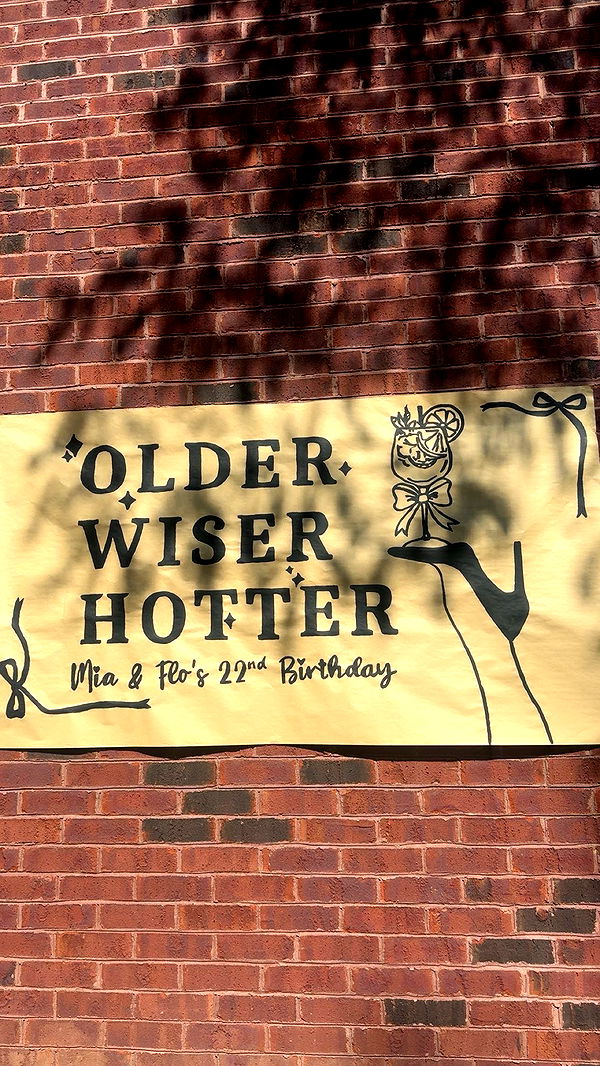 OLDER
WISER
HOTTER
Mia & Flo's 22nd Birthday